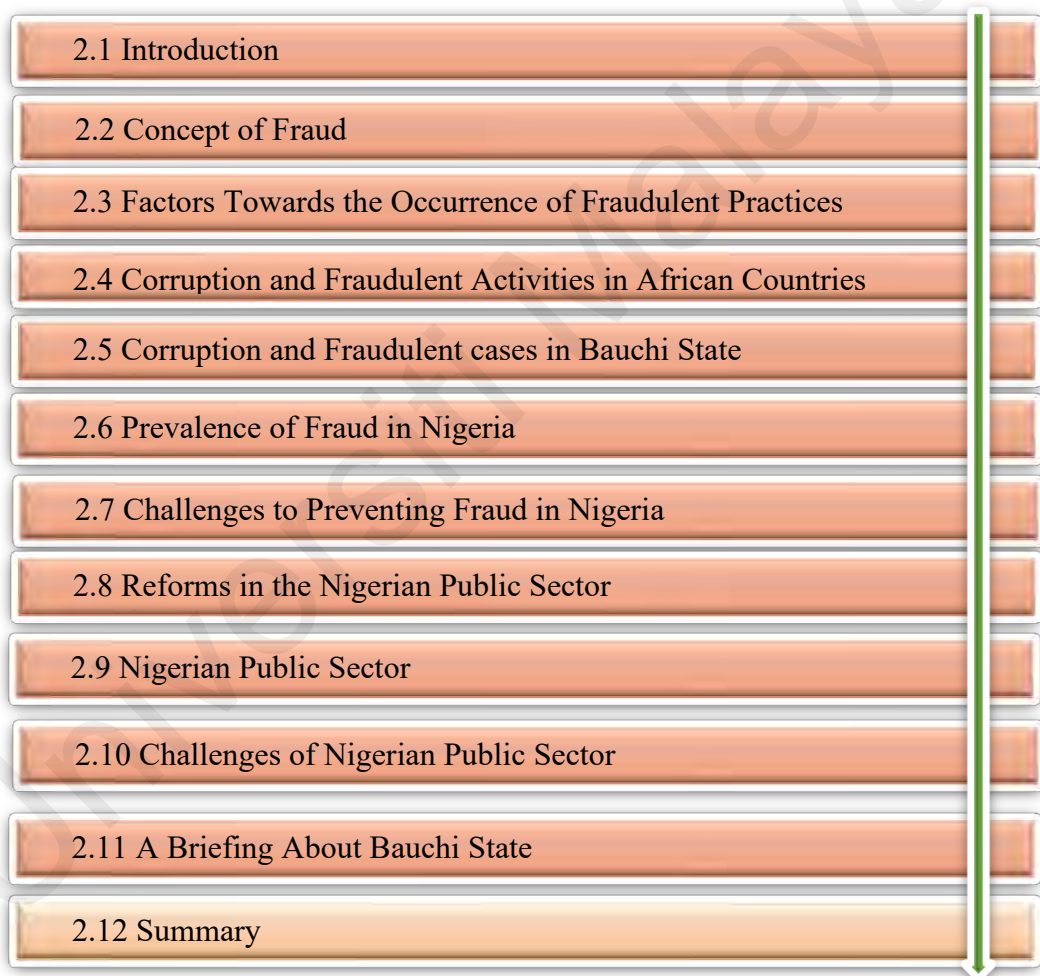 2.1 Introduction
2.2 Concept of Fraud
2.3 Factors Towards the Occurrence of Fraudulent Practices
2.4 Corruption and Fraudulent Activities in African Countries
2.5 Corruption and Fraudulent cases in Bauchi State
2.6 Prevalence of Fraud in Nigeria
2.7 Challenges to Preventing Fraud in Nigeria
2.8 Reforms in the Nigerian Public Sector
2.9 Nigerian Public Sector
2.10 Challenges of Nigerian Public Sector
2.11 A Briefing About Bauchi State
2.12 Summary
Universiti Malaya